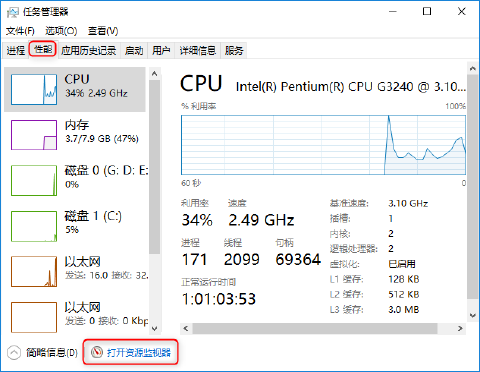 任务管理器
文件(F) 选项(O) 查看(V)
进程 性能 应用历史记录 启动 用户 详细信息 服务
CPU
34% 2.49 GHz
内存
3.7/7.9 GB (47%)
磁盘 0 (G: D: E:
0%
磁盘 1 (C:)
5%
以太网
发送: 16.0 接收: 32.
以太网
发送: 0 接收: 0 Kbp
CPU Intel(R) Pentium(R) CPU G3240 @ 3.10...
% 利用率 100%
60 秒 0
利用率 速度
34% 2.49 GHz
进程 线程 句柄
171 2099 69364
正常运行时间
1:01:03:53
基准速度: 3.10 GHz
插槽: 1
内核: 2
逻辑处理器: 2
虚拟化: 已启用
L1 缓存: 128 KB
L2 缓存: 512 KB
L3 缓存: 3.0 MB
简略信息(D) 打开资源监视器